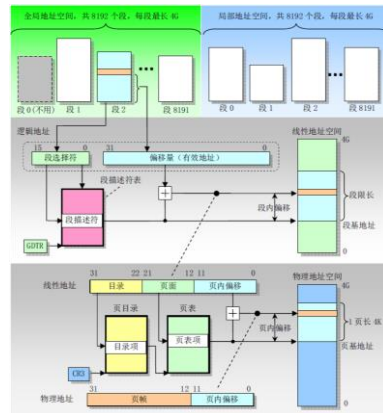 全局地址空间，共 8192 个段，每段最长 4G
局部地址空间，共 8192 个段，每段最长 4G
段 0(不用)
段 1
段 2
段 8191
段 0
段 1
段 2
段 8191
逻辑地址
15
0
31
0
段选择符
偏移量（有效地址）
线性地址空间
4G
段描述符表
段描述符
段内偏移
段限长
段基地址
GDTR
0
31
22 21
12 11
0
线性地址
目录
页面
页内偏移
物理地址空间
4G
页目录
页表
目录项
页表项
页内偏移
1 页长 4K
页基地址
CR3
31
12 11
0
物理地址
页帧
页内偏移
0